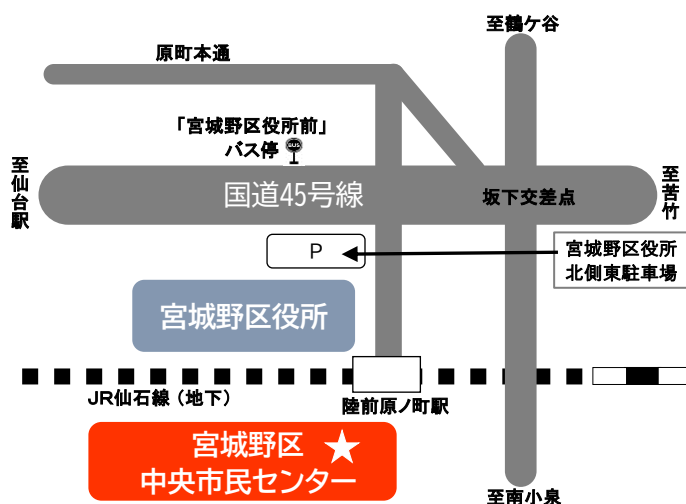 至鶴ケ谷
原町本通
「宮城野区役所前」
バス停
BUS
至仙台駅
国道45号線
坂下交差点
至苦竹
P
宮城野区役所
北側東駐車場
宮城野区役所
JR仙石線（地下）
陸前原ノ町駅
宮城野区
中央市民センター
至南小泉